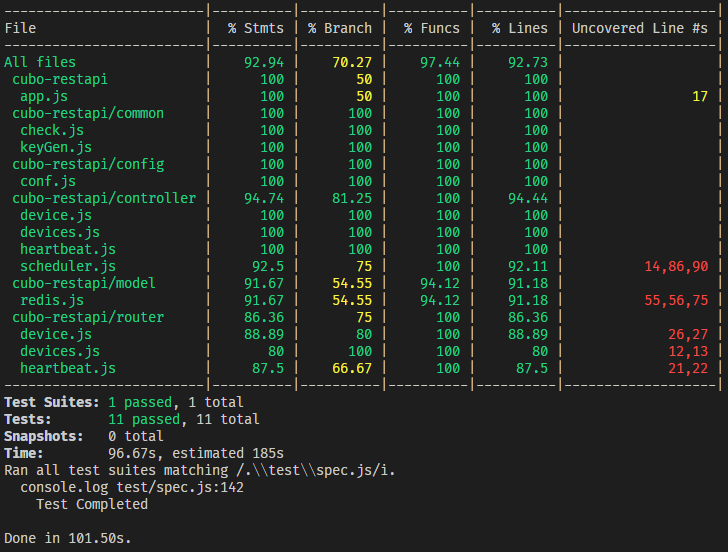 -------------------------|----------|----------|----------|----------|-------------------|
File                     |  % Stmts | % Branch |  % Funcs |  % Lines | Uncovered Line #s |
-------------------------|----------|----------|----------|----------|-------------------|
All files                |    92.94 |    70.27 |    97.44 |    92.73 |                   |
 cubo-restapi            |      100 |       50 |      100 |      100 |                   |
  app.js                 |      100 |       50 |      100 |      100 |                17 |
 cubo-restapi/common     |      100 |      100 |      100 |      100 |                   |
  check.js               |      100 |      100 |      100 |      100 |                   |
  keyGen.js              |      100 |      100 |      100 |      100 |                   |
 cubo-restapi/config     |      100 |      100 |      100 |      100 |                   |
  conf.js                |      100 |      100 |      100 |      100 |                   |
 cubo-restapi/controller |    94.74 |    81.25 |      100 |    94.44 |                   |
  device.js              |      100 |      100 |      100 |      100 |                   |
  devices.js             |      100 |      100 |      100 |      100 |                   |
  heartbeat.js           |      100 |      100 |      100 |      100 |                   |
  scheduler.js           |     92.5 |       75 |      100 |    92.11 |          14,86,90 |
 cubo-restapi/model      |    91.67 |    54.55 |    94.12 |    91.18 |                   |
  redis.js               |    91.67 |    54.55 |    94.12 |    91.18 |          55,56,75 |
 cubo-restapi/router     |    86.36 |       75 |      100 |    86.36 |                   |
  device.js              |    88.89 |       80 |      100 |    88.89 |             26,27 |
  devices.js             |       80 |      100 |      100 |       80 |             12,13 |
  heartbeat.js           |     87.5 |    66.67 |      100 |     87.5 |             21,22 |
-------------------------|----------|----------|----------|----------|-------------------|
Test Suites: 1 passed, 1 total
Tests:       11 passed, 11 total
Snapshots:   0 total
Time:        96.67s, estimated 185s
Ran all test suites matching /.\\test\\spec.js/i.
  console.log test/spec.js:142
    Test Completed

Done in 101.50s.